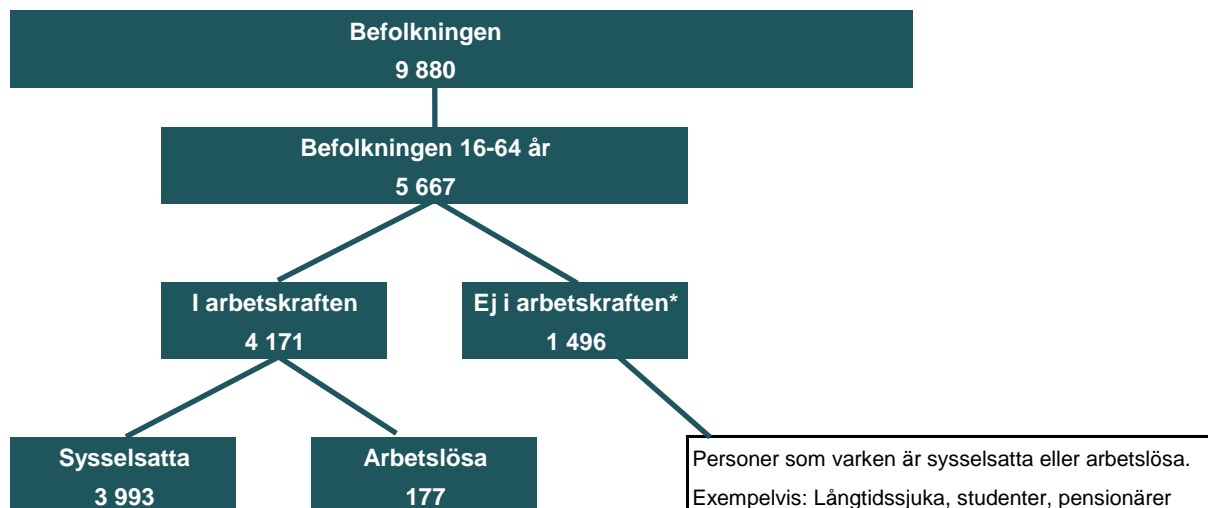 Befolkningen
9 880
Befolkningen 16-64 år
5 667
I arbetskraften
4 171
Ej i arbetskraften*
1 496
Sysselsatta
3 993
Arbetslösa
177
Personer som varken är sysselsatta eller arbetslösa.
Exempelvis: Långtidssjuka, studenter, pensionärer